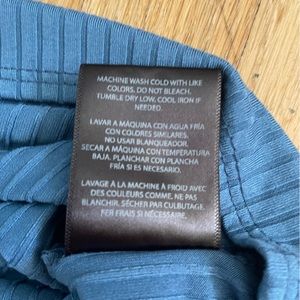 MACHINE WASH COLD WITH LIKE
COLORS. DO NOT BLEACH.
TUMBLE DRY LOW. COOL IRON IF
NEEDED.
LAVAR A MÁQUINA CON AGUA FRÍA
CON COLORES SIMILARES.
NO USAR BLANQUEADOR.
SECAR A MÁQUINA CON TEMPERATURA
BAJA. PLANCHAR CON PLANCHA
FRÍA SI ES NECESARIO.
LAVAGE À LA MACHINE À FROID AVEC
DES COULEURS COMME. NE PAS
BLANCHIR. SÉCHER PAR CULBUTAGE.
FER FRAIS SI NÉCESSAIRE.